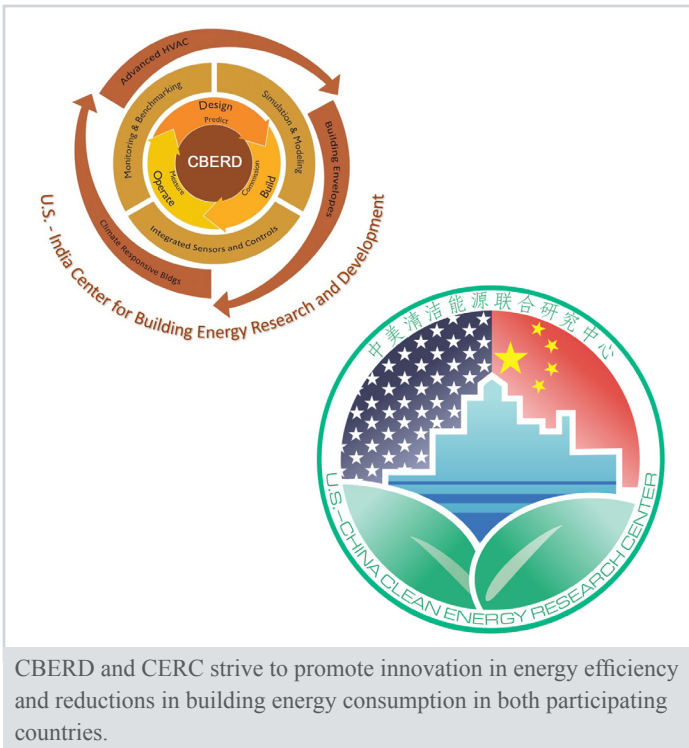 Advanced HVAC
Building Envelopes
Climate Responsive Bldgs
Monitoring & Benchmarking
Simulation & Modeling
Integrated Sensors and Controls
Design
Predict
Build
Commission
Operate
Measure
CBERD
U.S. - India Center for Building Energy Research and Development
中美清洁能源联合研究中心
U.S.–CHINA CLEAN ENERGY RESEARCH CENTER
CBERD and CERC strive to promote innovation in energy efficiency
and reductions in building energy consumption in both participating
countries.